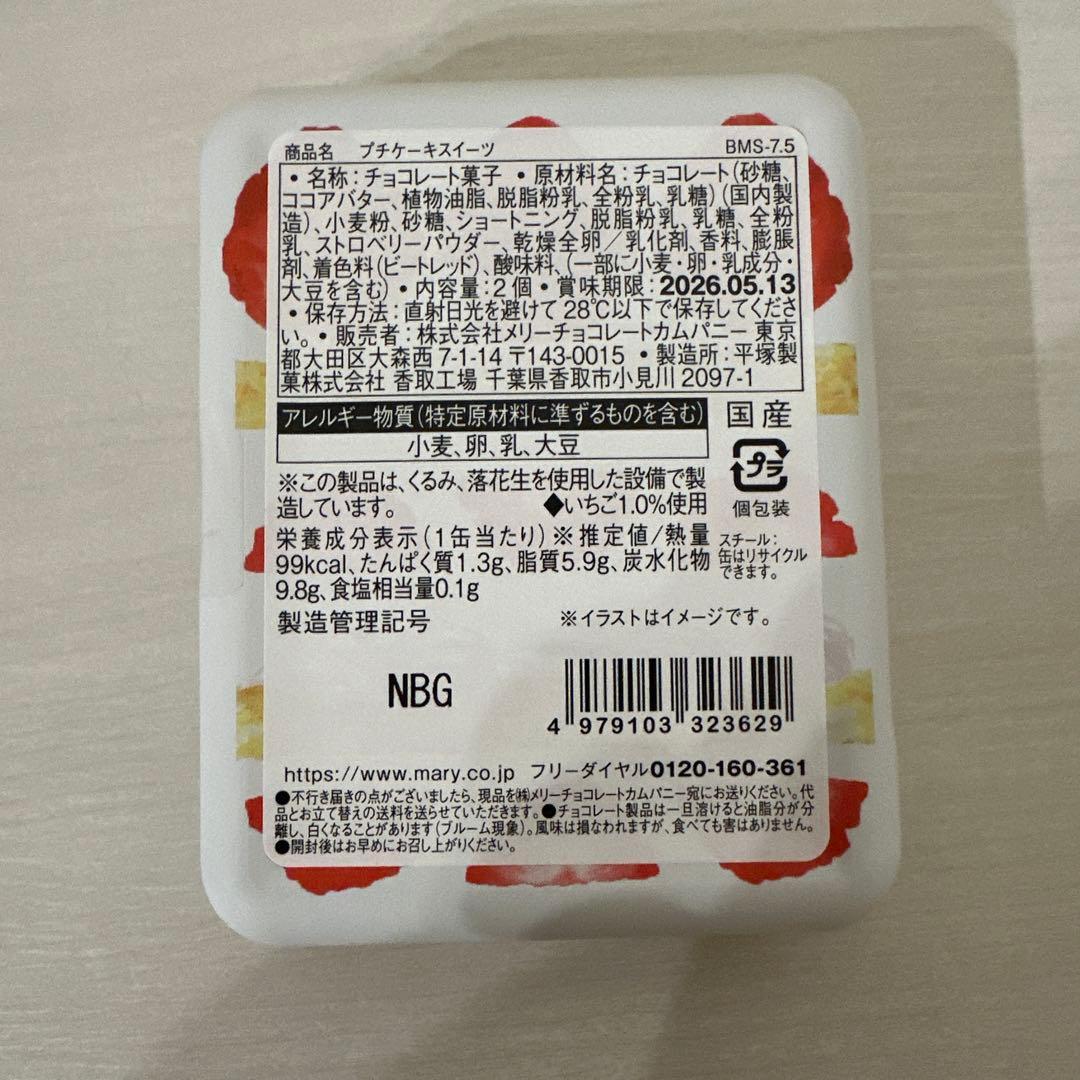 商品名 プチケーキスイーツ BMS-7.5
・名称:チョコレート菓子 ・原材料名:チョコレート(砂糖、
ココアバター、植物油脂、脱脂粉乳、全粉乳、乳糖)(国内製
造)、小麦粉、砂糖、ショートニング、脱脂粉乳、乳糖、全粉
乳、ストロベリーパウダー、乾燥全卵/乳化剤、香料、膨脹
剤、着色料(ビートレッド)、酸味料、(一部に小麦・卵・乳成分・
大豆を含む)・内容量:2個・賞味期限:2026.05.13
・保存方法:直射日光を避けて28℃以下で保存してくださ
い。・販売者:株式会社メリーチョコレートカムパニー 東京
都大田区大森西7-1-14 〒143-0015 ・製造所:平塚製
菓株式会社 香取工場 千葉県香取市小見川2097-1
アレルギー物質(特定原材料に準ずるものを含む)
小麦、卵、乳、大豆
国産
プラ
個包装
※この製品は、くるみ、落花生を使用した設備で製
造しています。 ◆いちご1.0%使用
栄養成分表示(1缶当たり)※推定値/熱量
99kcal、たんぱく質1.3g、脂質5.9g、炭水化物
9.8g、食塩相当量0.1g
スチール:
缶はリサイクル
できます。
製造管理記号 ※イラストはイメージです。
NBG
4 979103 323629
https://www.mary.co.jp フリーダイヤル0120-160-361
●不行き届きの点がございましたら、現品を㈱メリーチョコレートカムパニー宛にお送りください。代
品とお立て替えの送料を送らせていただきます。●チョコレート製品は一旦溶けると油脂分が分
離し、白くなることがあります(ブルーム現象)。風味は損なわれますが、食べても害はありません。
●開封後はお早めにお召し上がりください。